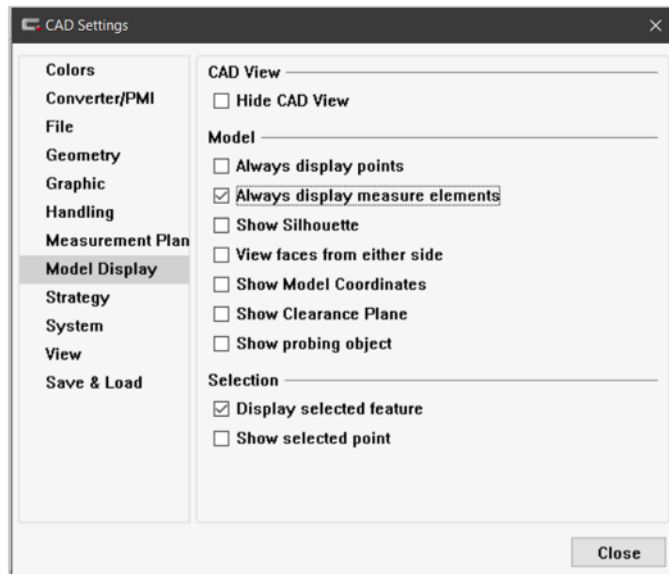 CAD Settings
Colors
Converter/PMI
File
Geometry
Graphic
Handling
Measurement Plan
Model Display
Strategy
System
View
Save & Load
CAD View
Hide CAD View
Model
Always display points
Always display measure elements
Show Silhouette
View faces from either side
Show Model Coordinates
Show Clearance Plane
Show probing object
Selection
Display selected feature
Show selected point
Close